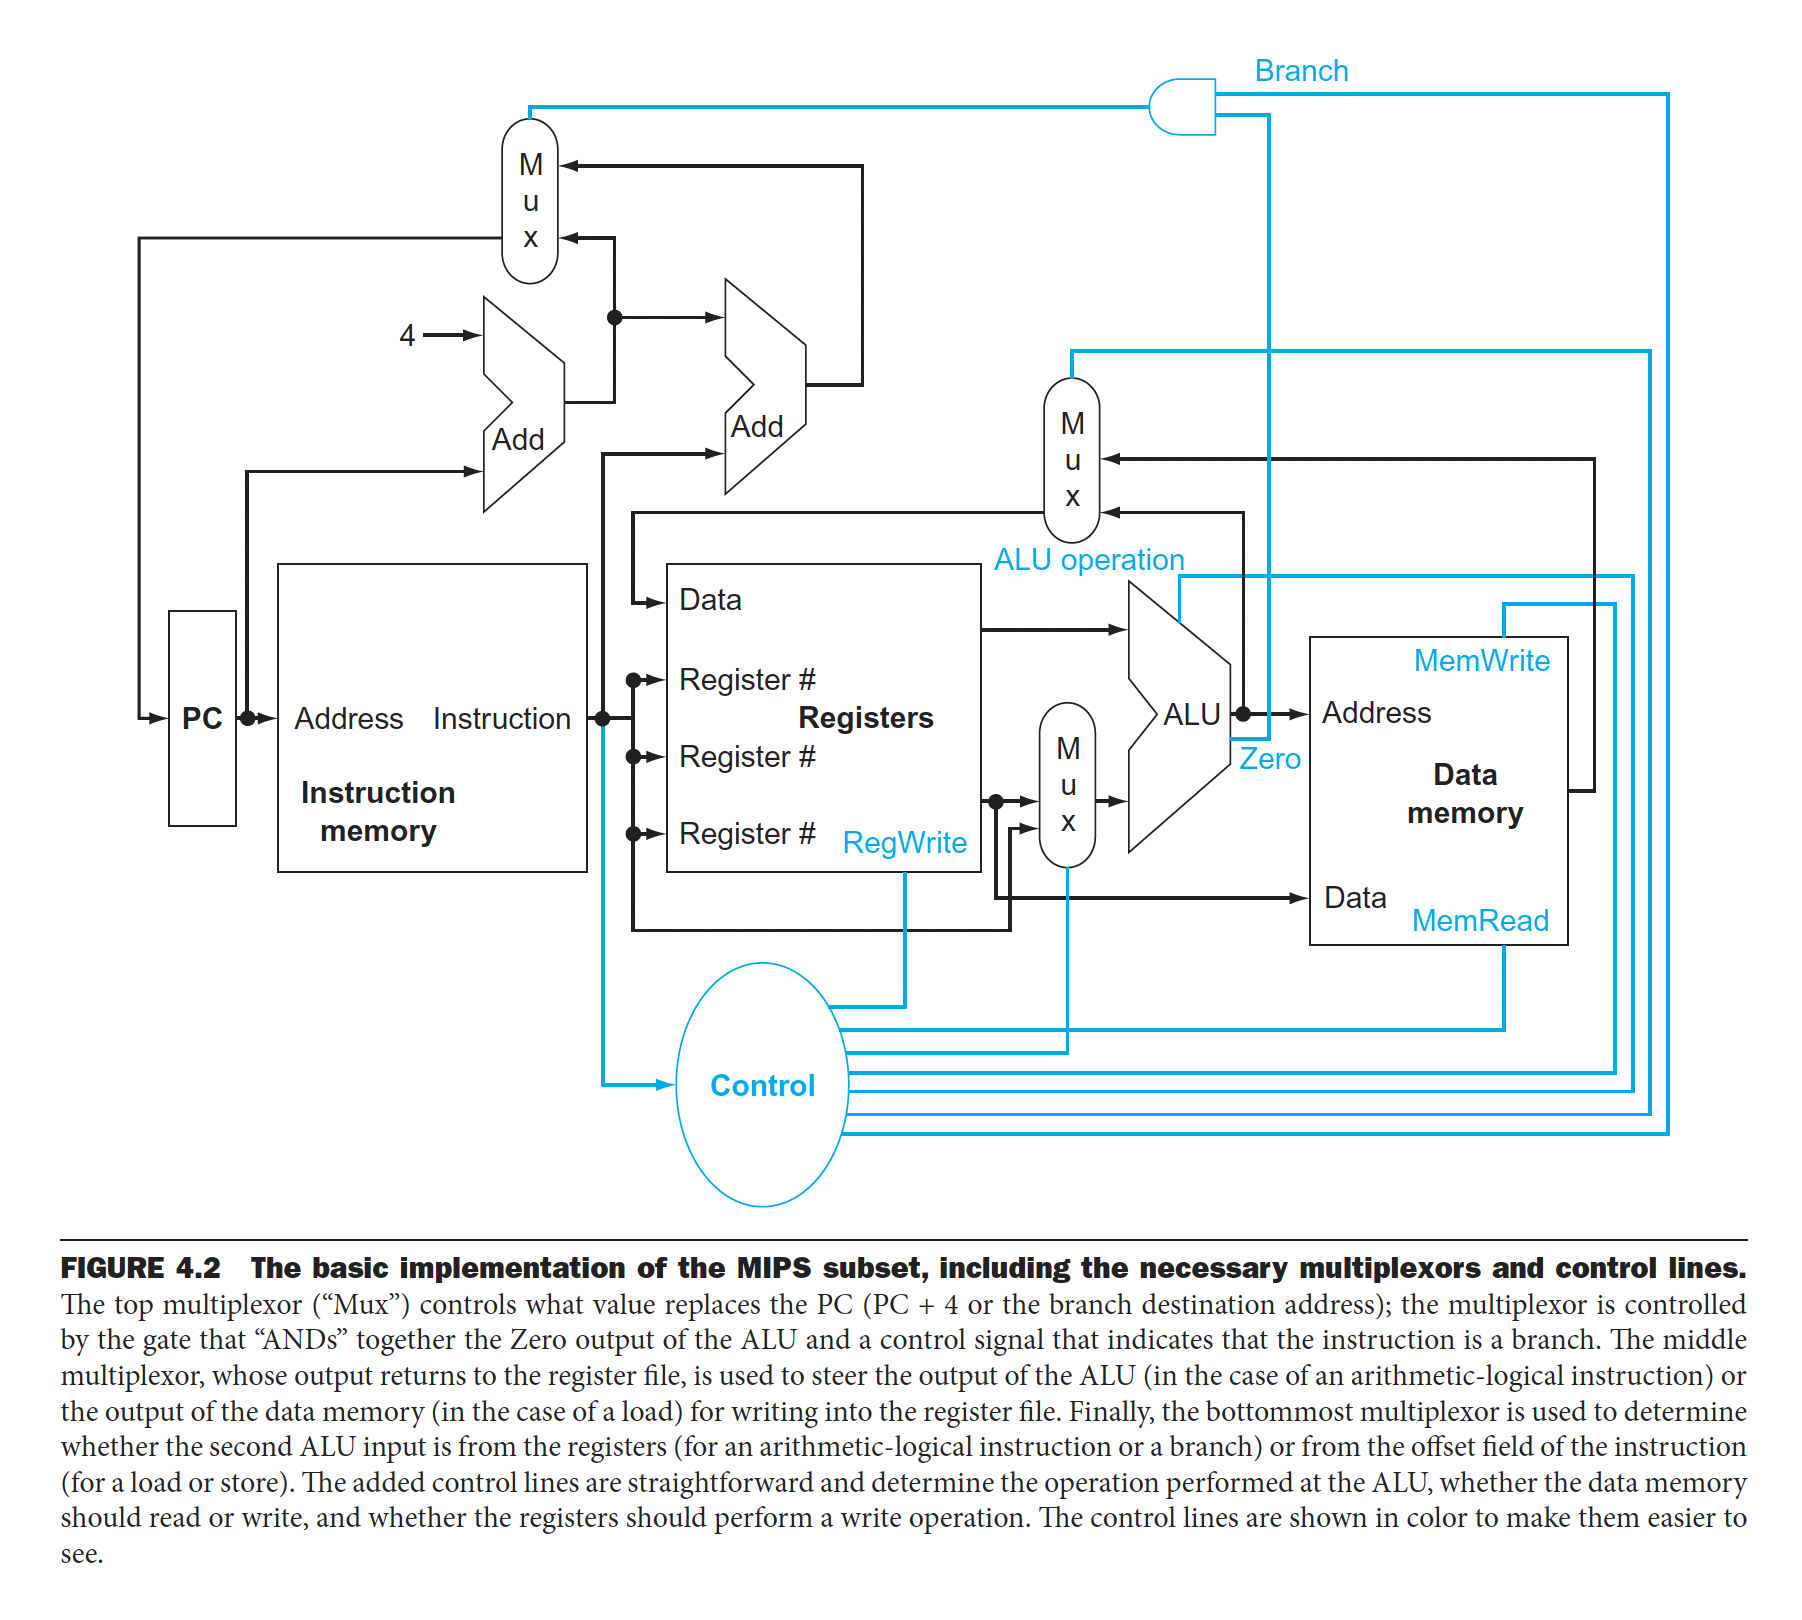 Branch
M
u
x
4
Add
Add
M
u
x
ALU operation
Data
Register #
Registers
Register #
Register #
RegWrite
PC
Address Instruction
Instruction
memory
M
u
x
ALU
Zero
MemWrite
Address
Data
memory
Data
MemRead
Control
FIGURE 4.2 The basic implementation of the MIPS subset, including the necessary multiplexors and control lines.
The top multiplexor (“Mux”) controls what value replaces the PC (PC + 4 or the branch destination address); the multiplexor is controlled
by the gate that “ANDs” together the Zero output of the ALU and a control signal that indicates that the instruction is a branch. The middle
multiplexor, whose output returns to the register file, is used to steer the output of the ALU (in the case of an arithmetic-logical instruction) or
the output of the data memory (in the case of a load) for writing into the register file. Finally, the bottommost multiplexor is used to determine
whether the second ALU input is from the registers (for an arithmetic-logical instruction or a branch) or from the offset field of the instruction
(for a load or store). The added control lines are straightforward and determine the operation performed at the ALU, whether the data memory
should read or write, and whether the registers should perform a write operation. The control lines are shown in color to make them easier to
see.